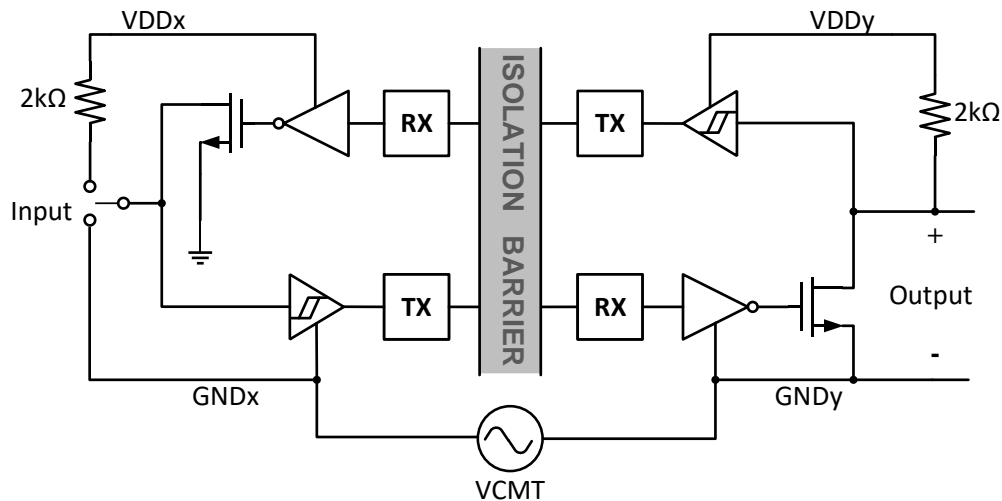 VDDx
VDDy
2kΩ
RX
TX
2kΩ
ISOLATION BARRIER
Input
+
TX
RX
Output
-
GNDx
GNDy
VCMT